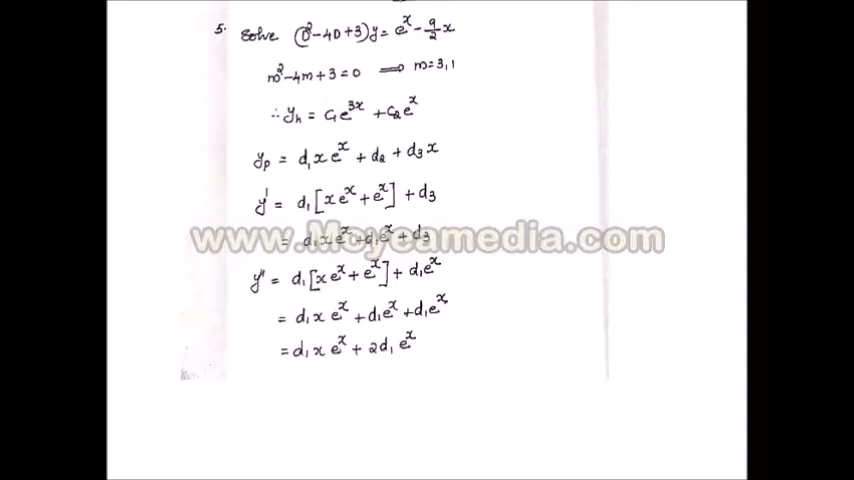 5. Solve (D²-4D+3)y = eˣ - 9/2 x
m²-4m+3=0 ⟹ m=3,1
∴ yₕ = c₁e³ˣ + c₂eˣ
yₚ = d₁xeˣ + d₂ + d₃x
y' = d₁[xeˣ + eˣ] + d₃
= d₁xeˣ + d₁eˣ + d₃
www.Moyeamedia.com
y" = d₁[xeˣ + eˣ] + d₁eˣ
= d₁xeˣ + d₁eˣ + d₁eˣ
= d₁xeˣ + 2d₁eˣ